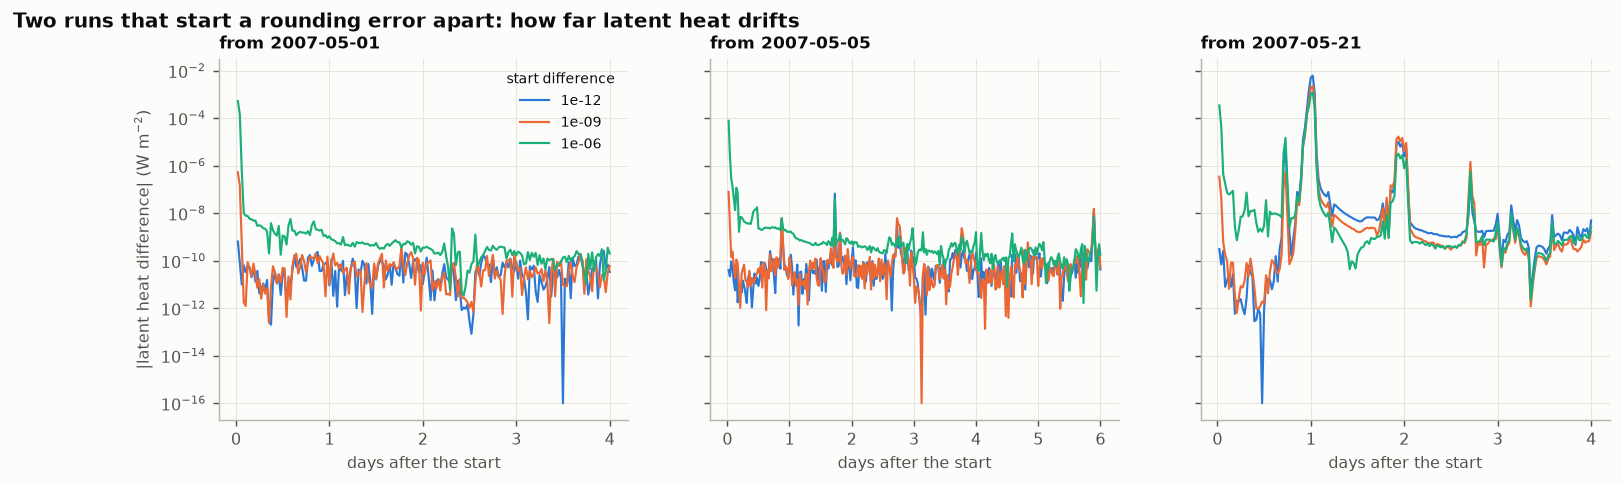 Two runs that start a rounding error apart: how far latent heat drifts
from 2007-05-01
from 2007-05-05
from 2007-05-21
|latent heat difference| (W m⁻²)
10⁻²
10⁻⁴
10⁻⁶
10⁻⁸
10⁻¹⁰
10⁻¹²
10⁻¹⁴
10⁻¹⁶
start difference
1e-12
1e-09
1e-06
0 1 2 3 4
0 1 2 3 4 5 6
0 1 2 3 4
days after the start
days after the start
days after the start